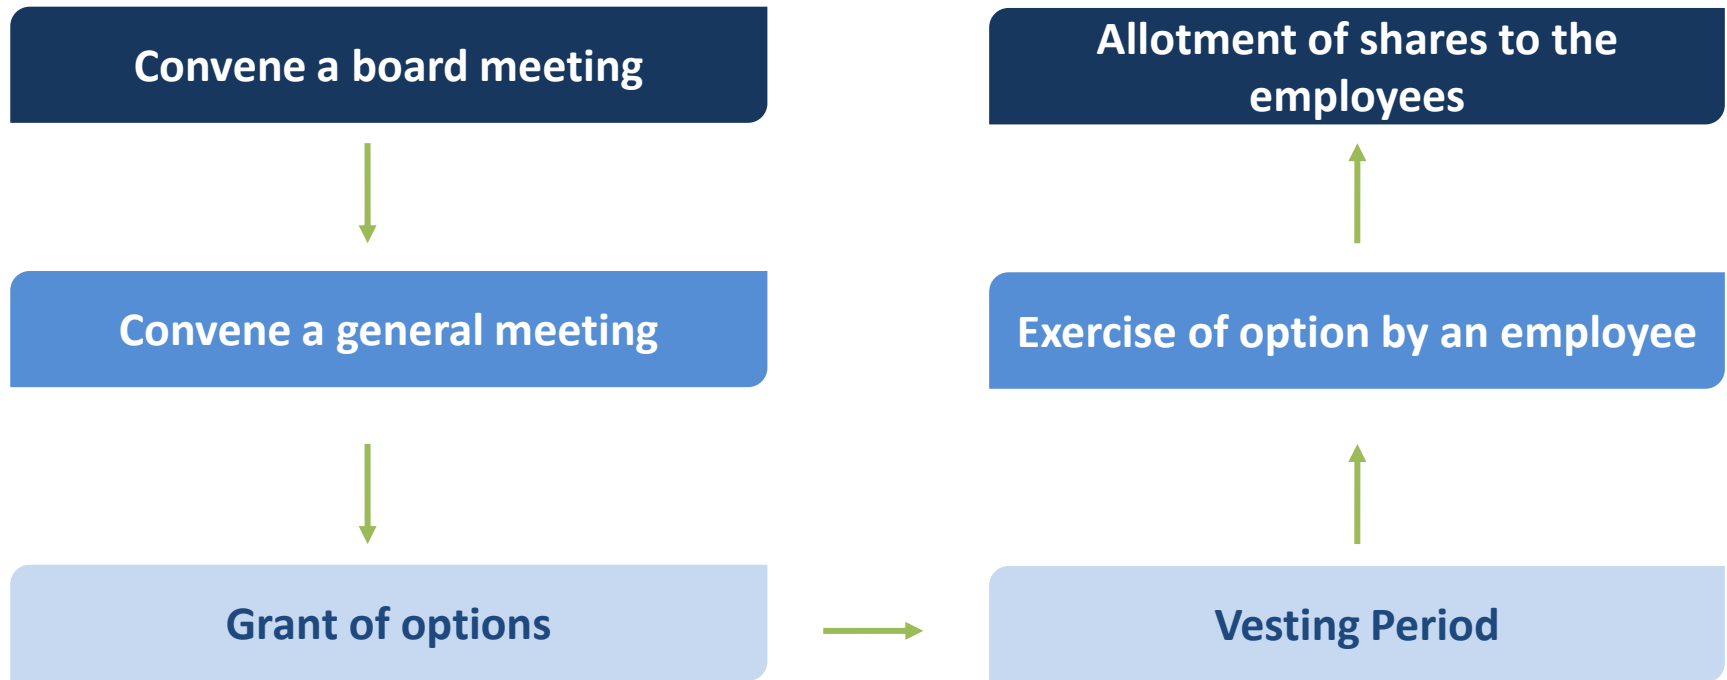 Convene a board meeting
Convene a general meeting
Grant of options
Vesting Period
Exercise of option by an employee
Allotment of shares to the
employees